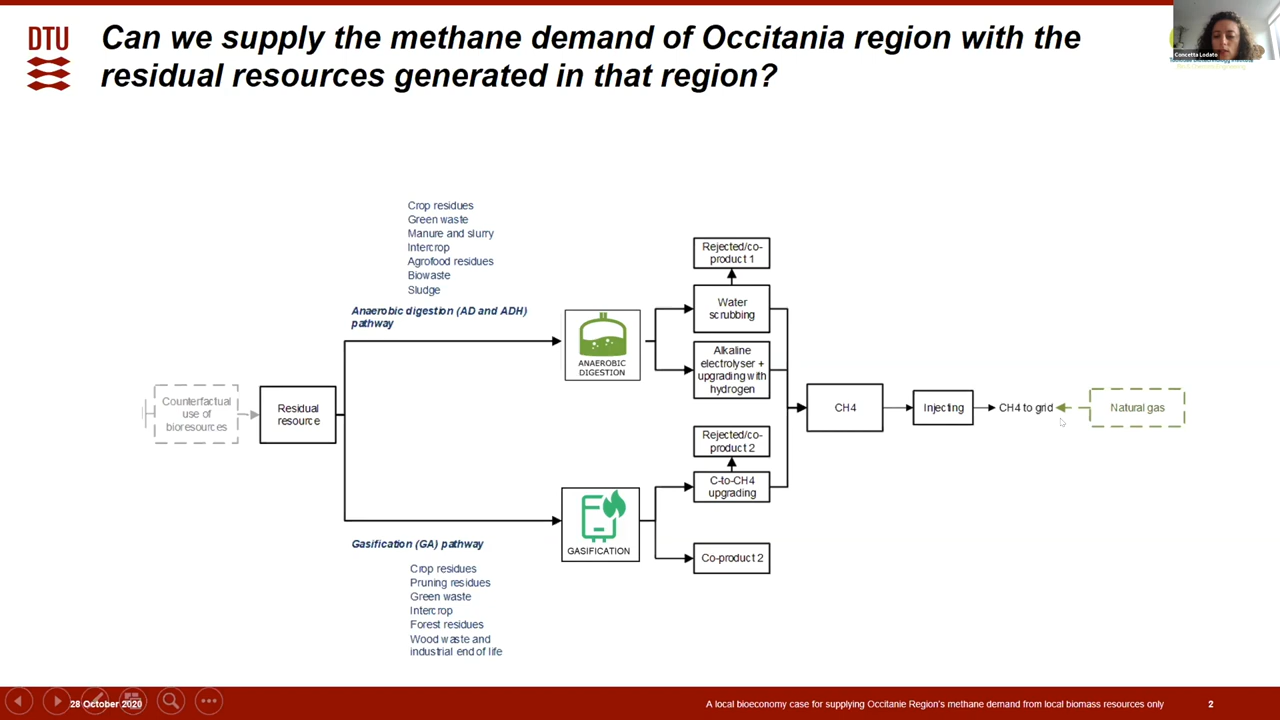 DTU
Can we supply the methane demand of Occitania region with the
residual resources generated in that region?
Concetta Lodato
Crop residues
Green waste
Manure and slurry
Intercrop
Agrofood residues
Biowaste
Sludge
Anaerobic digestion (AD and ADH)
pathway
ANAEROBIC
DIGESTION
Rejected/co-
product 1
Water
scrubbing
Alkaline
electrolyser +
upgrading with
hydrogen
Counterfactual
use of
bioresources
Residual
resource
CH4
Injecting
CH4 to grid
Natural gas
Rejected/co-
product 2
C-to-CH4
upgrading
GASIFICATION
Co-product 2
Gasification (GA) pathway
Crop residues
Pruning residues
Green waste
Intercrop
Forest residues
Wood waste and
industrial end of life
28 October 2020
A local bioeconomy case for supplying Occitanie Region's methane demand from local biomass resources only
2